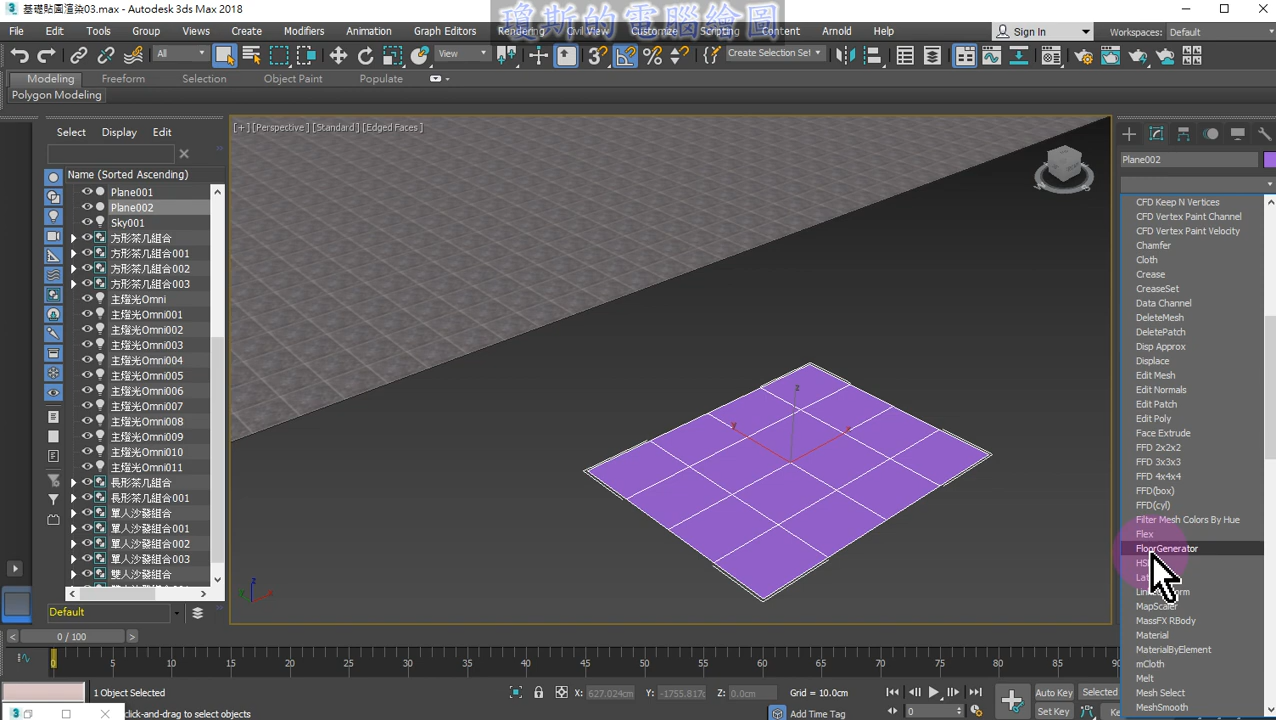 基礎貼圖渲染03.max - Autodesk 3ds Max 2018
瓊斯的電腦繪圖
File Edit Tools Group Views Create Modifiers Animation Graph Editors Rendering Civil View Customize Scripting Content Arnold Help Sign In Workspaces: Default
All View Create Selection Se
Modeling Freeform Selection Object Paint Populate
Polygon Modeling
Select Display Edit
Name (Sorted Ascending)
Plane001
Plane002
Sky001
方形茶几組合
方形茶几組合001
方形茶几組合002
方形茶几組合003
主燈光Omni
主燈光Omni001
主燈光Omni002
主燈光Omni003
主燈光Omni004
主燈光Omni005
主燈光Omni006
主燈光Omni007
主燈光Omni008
主燈光Omni009
主燈光Omni010
主燈光Omni011
長形茶几組合
長形茶几組合001
單人沙發組合
單人沙發組合001
單人沙發組合002
單人沙發組合003
雙人沙發組合
Default
[+] [Perspective] [Standard] [Edged Faces]
z
y
x
z
y
x
Plane002
CFD Keep N Vertices
CFD Vertex Paint Channel
CFD Vertex Paint Velocity
Chamfer
Cloth
Crease
CreaseSet
Data Channel
DeleteMesh
DeletePatch
Disp Approx
Displace
Edit Mesh
Edit Normals
Edit Patch
Edit Poly
Face Extrude
FFD 2x2x2
FFD 3x3x3
FFD 4x4x4
FFD(box)
FFD(cyl)
Filter Mesh Colors By Hue
Flex
FloorGenerator
MapScaler
MassFX RBody
Material
MaterialByElement
mCloth
Melt
Mesh Select
MeshSmooth
0 / 100
0 5 10 15 20 25 30 35 40 45 50 55 60 65 70 75 80 85 90
1 Object Selected X: 627.024cm Y: -1755.817c Z: 0.0cm Grid = 10.0cm Auto Key Selected
click-and-drag to select objects Add Time Tag 0 Set Key